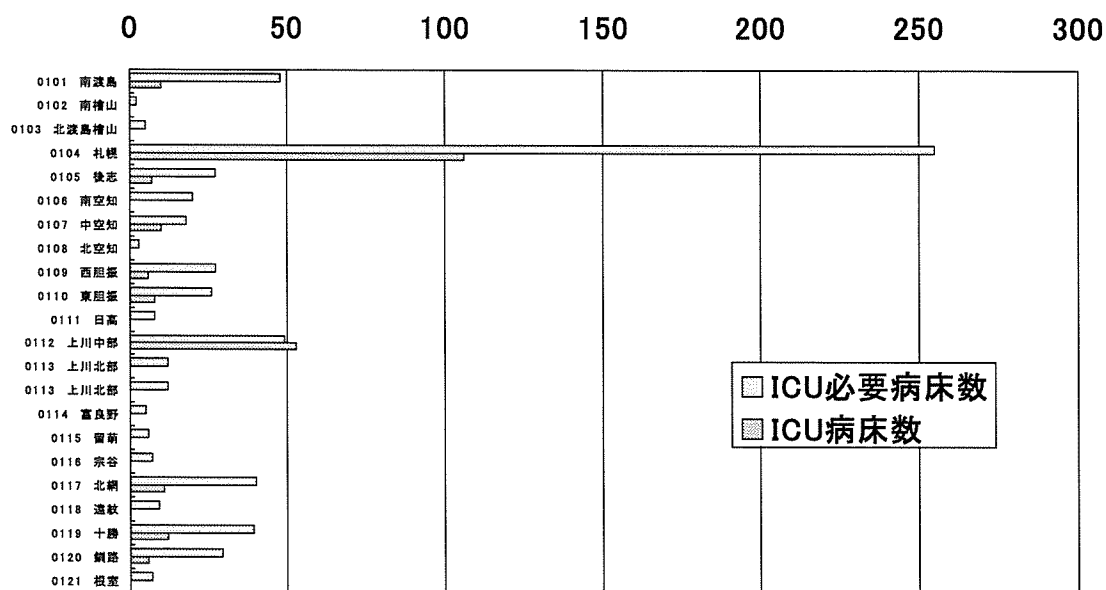 0 50 100 150 200 250 300
0101 南渡島
0102 南檜山
0103 北渡島檜山
0104 札幌
0105 後志
0106 南空知
0107 中空知
0108 北空知
0109 西胆振
0110 東胆振
0111 日高
0112 上川中部
0113 上川北部
0113 上川北部
0114 富良野
0115 留萌
0116 宗谷
0117 北網
0118 遠紋
0119 十勝
0120 釧路
0121 根室
ICU必要病床数
ICU病床数